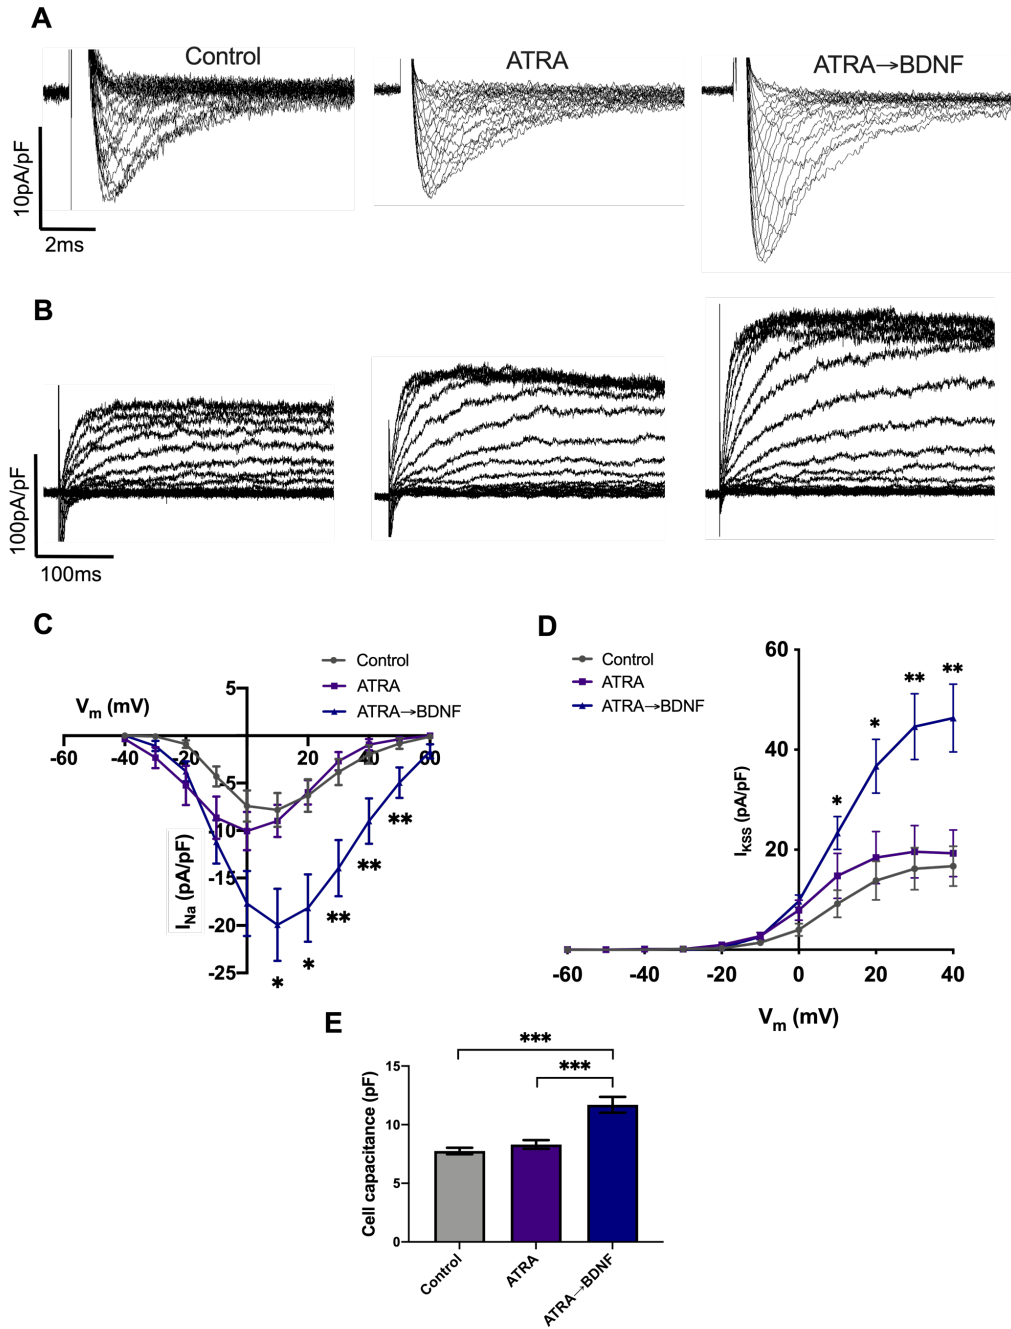 A
Control
ATRA
ATRA→BDNF
10pA/pF
2ms
B
100pA/pF
100ms
C
Control
ATRA
ATRA→BDNF
Vm (mV)
5
-60
-40
-20
20
40
60
-5
-10
-15
-20
-25
INa (pA/pF)
*
*
**
**
**
D
Control
ATRA
ATRA→BDNF
60
40
20
IKSS (pA/pF)
*
*
**
**
-60
-40
-20
0
20
40
Vm (mV)
E
***
***
15
10
5
0
Cell capacitance (pF)
Control
ATRA
ATRA→BDNF